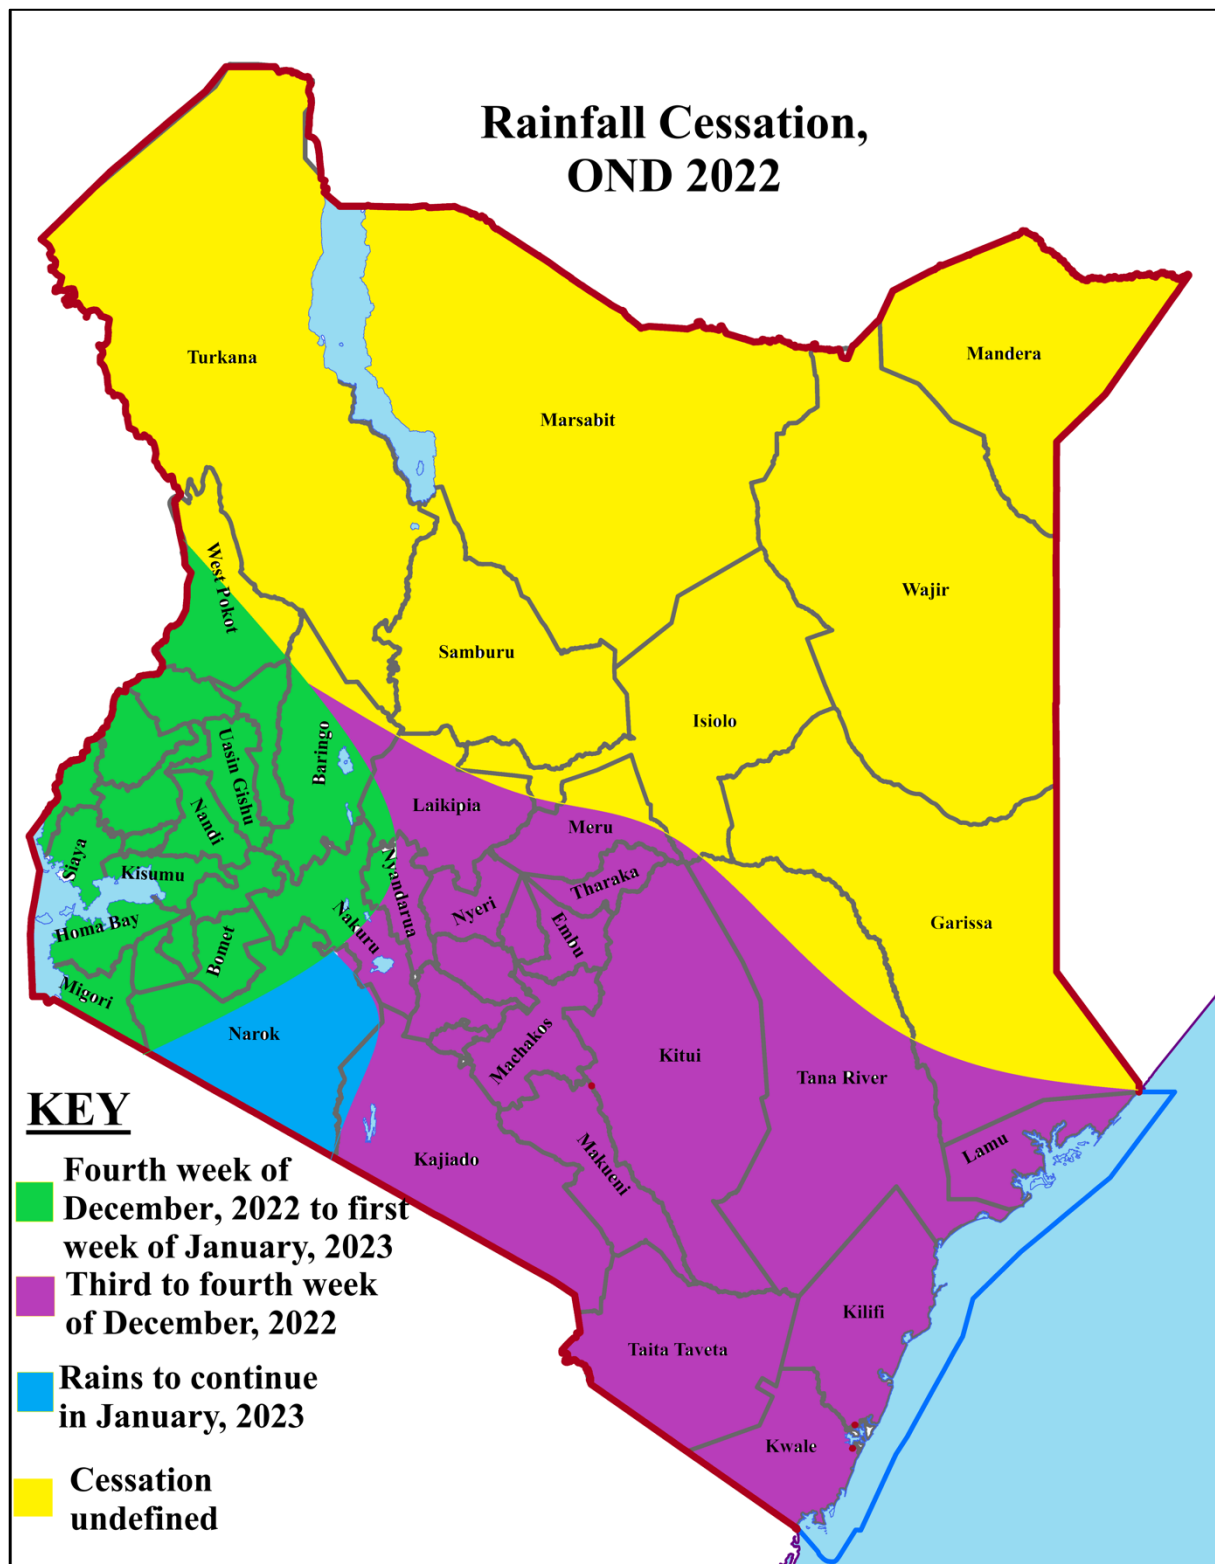 Rainfall Cessation,
OND 2022
Turkana
Mandera
Marsabit
West Pokot
Wajir
Samburu
Isiolo
Uasin Gishu
Baringo
Laikipia
Nandi
Meru
Siaya
Kisumu
Nyandarua
Tharaka
Nyeri
Homa Bay
Nakuru
Embu
Garissa
Bomet
Migori
Narok
Machakos
Kitui
Tana River
Lamu
Kajiado
Makueni
Kilifi
Taita Taveta
Kwale
KEY
Fourth week of
December, 2022 to first
week of January, 2023
Third to fourth week
of December, 2022
Rains to continue
in January, 2023
Cessation
undefined